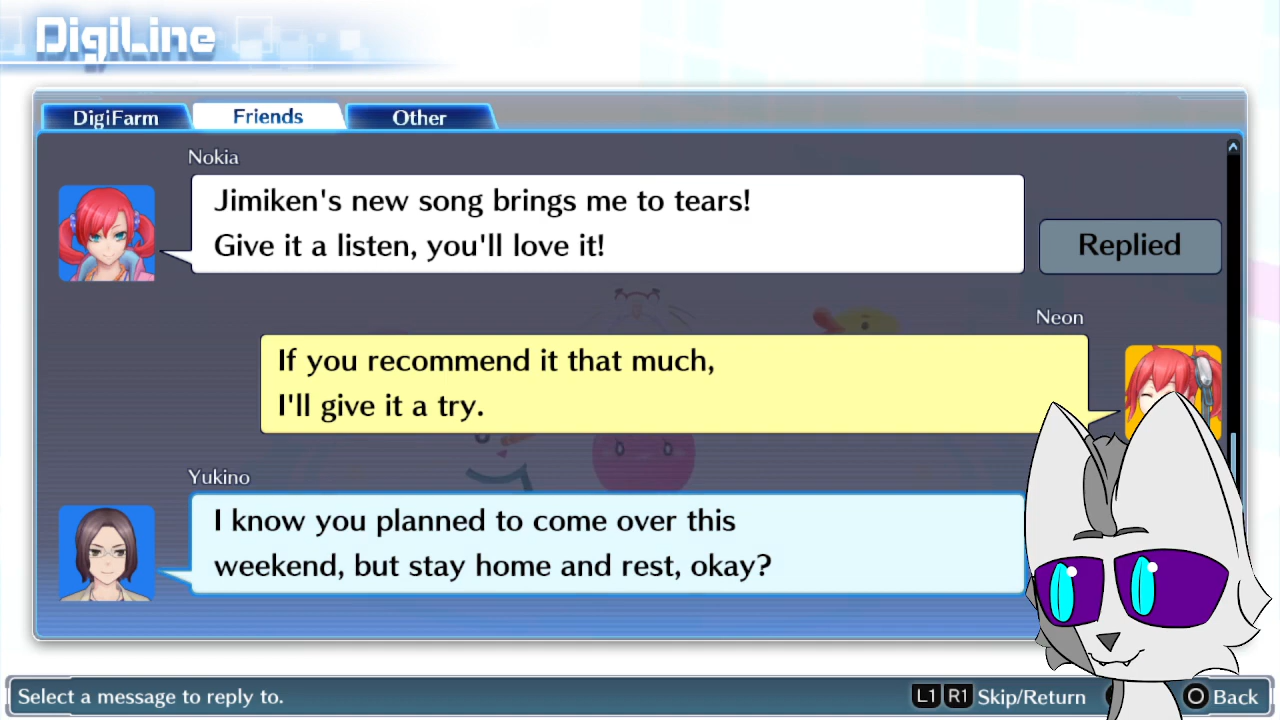 DigiLine
DigiFarm
Friends
Other
Nokia
Jimiken's new song brings me to tears!
Give it a listen, you'll love it!
Replied
Neon
If you recommend it that much,
I'll give it a try.
Yukino
I know you planned to come over this
weekend, but stay home and rest, okay?
Select a message to reply to.
L1 R1 Skip/Return
Back